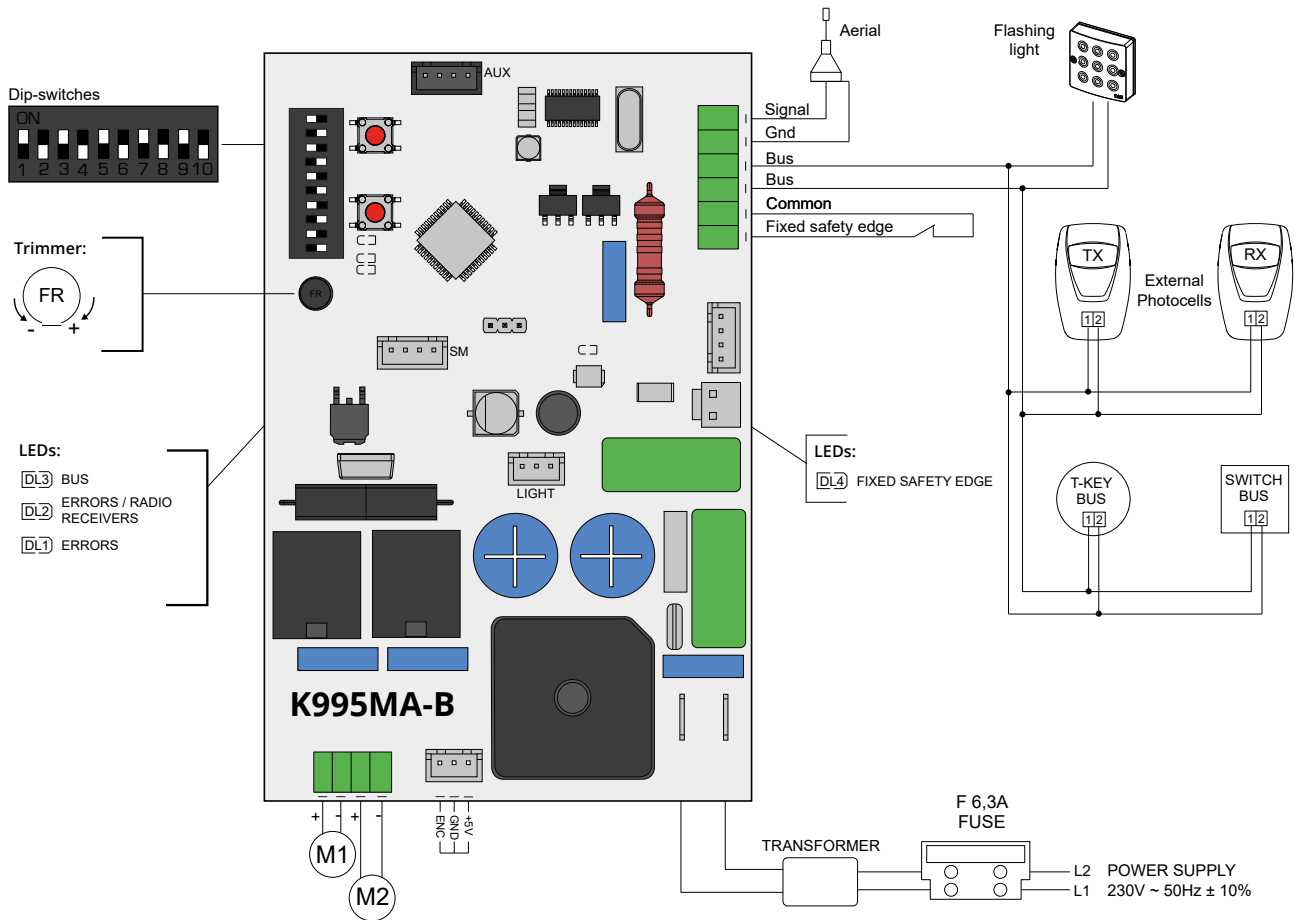 Dip-switches
ON
1 2 3 4 5 6 7 8 9 10
Trimmer:
FR
- +
LEDs:
DL3 BUS
DL2 ERRORS / RADIO
RECEIVERS
DL1 ERRORS
AUX
FR
SM
LIGHT
K995MA-B
+ - + -
M1
M2
ENC
GND
+5V
Aerial
Signal
Gnd
Bus
Bus
Common
Fixed safety edge
Flashing
light
TX
1 2
External
Photocells
RX
1 2
LEDs:
DL4 FIXED SAFETY EDGE
T-KEY
BUS
1 2
SWITCH
BUS
1 2
TRANSFORMER
F 6,3A
FUSE
L2 POWER SUPPLY
L1 230V ~ 50Hz ± 10%